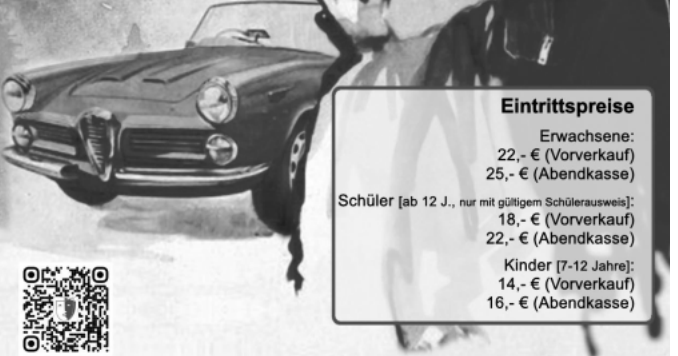 Eintrittspreise
Erwachsene:
22,- € (Vorverkauf)
25,- € (Abendkasse)
Schüler [ab 12 J., nur mit gültigem Schülerausweis]:
18,- € (Vorverkauf)
22,- € (Abendkasse)
Kinder [7-12 Jahre]:
14,- € (Vorverkauf)
16,- € (Abendkasse)